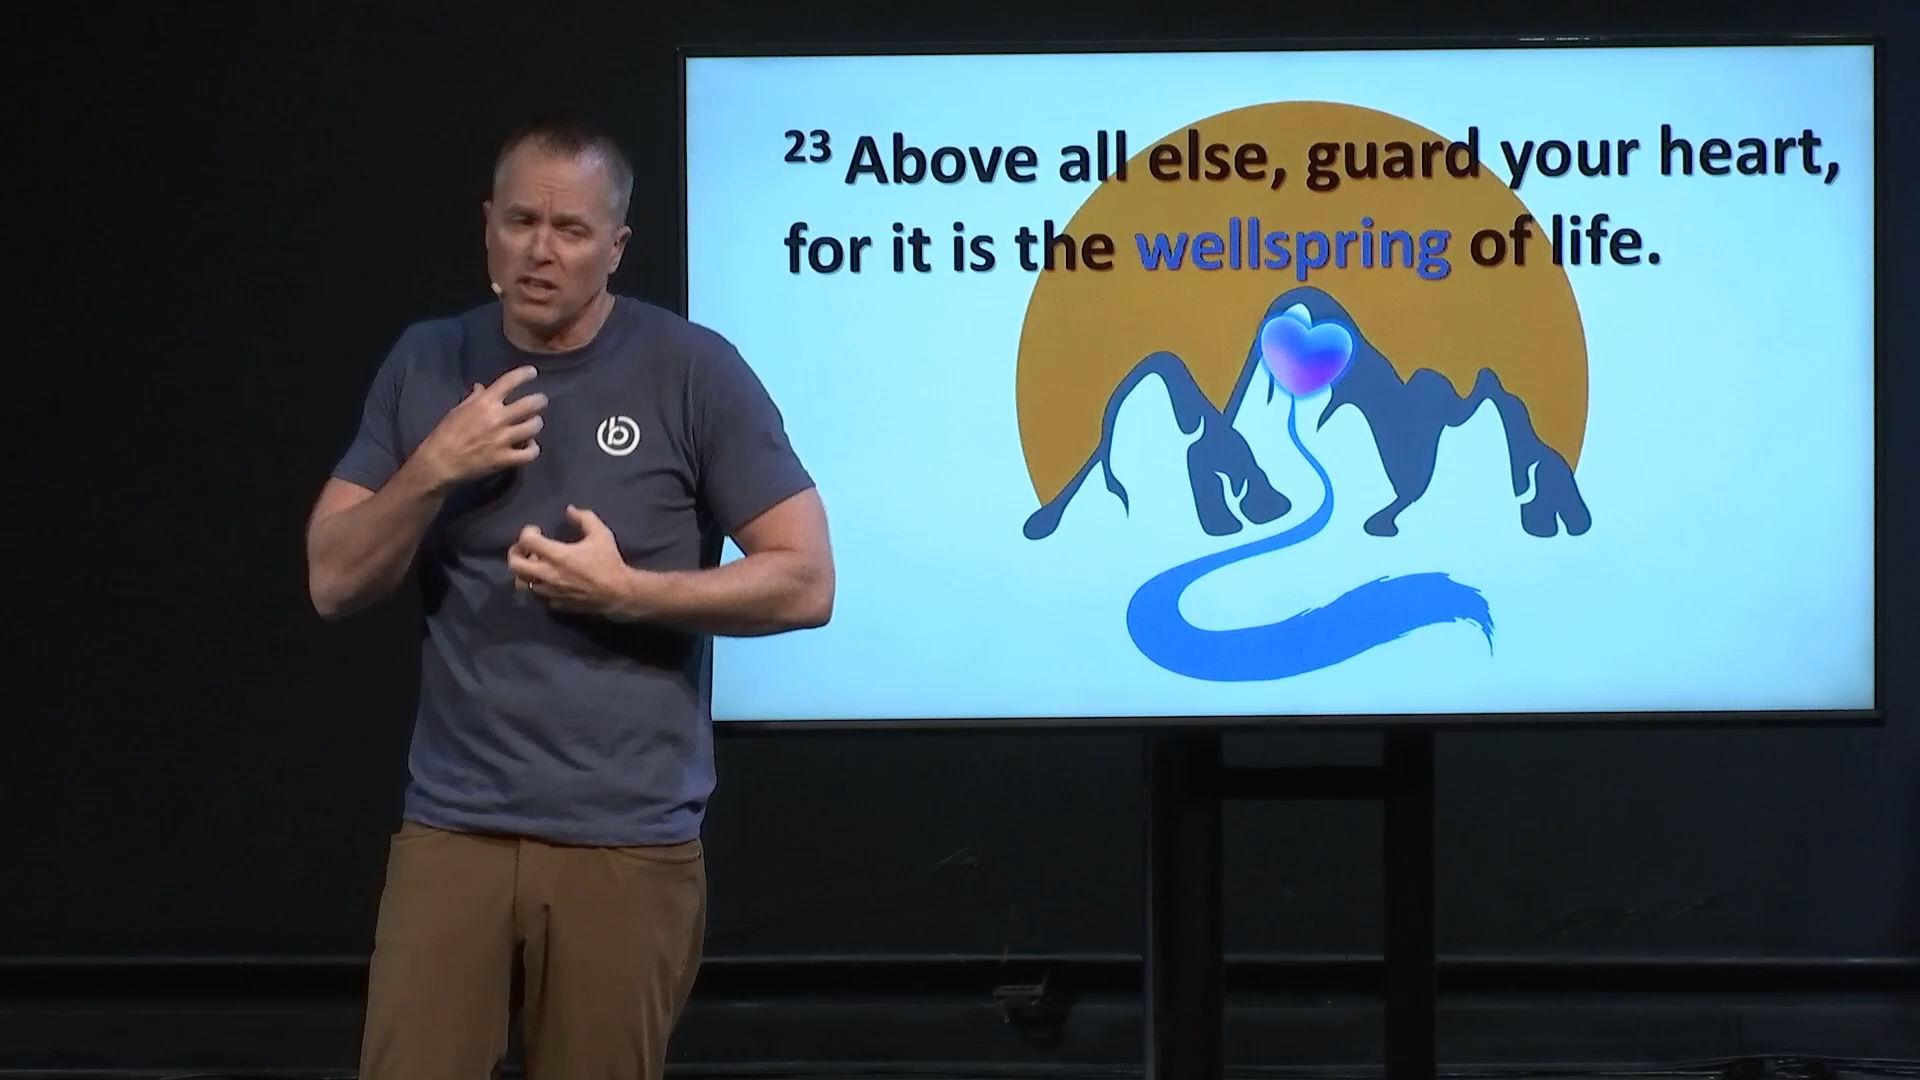 23 Above all else, guard your heart,
for it is the wellspring of life.
b